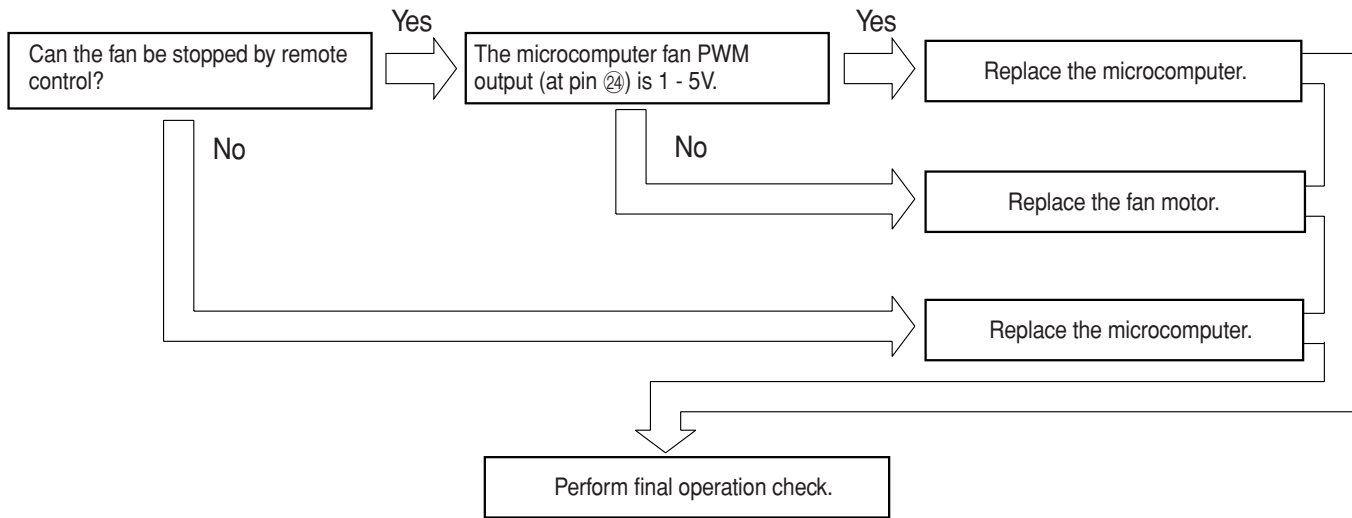 Yes
Yes
Can the fan be stopped by remote
control?
The microcomputer fan PWM
output (at pin ㉔) is 1 - 5V.
Replace the microcomputer.
No
No
Replace the fan motor.
Replace the microcomputer.
Perform final operation check.